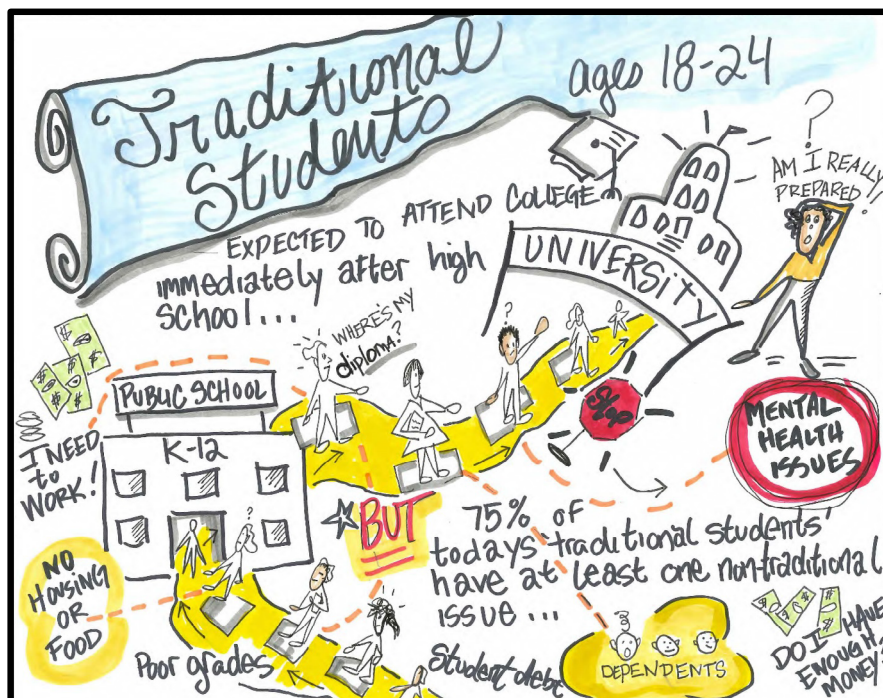 Traditional
Students
ages 18-24
?
AM I REALLY
PREPARED?!
EXPECTED TO ATTEND COLLEGE
immediately after high
school...
UNIVERSITY
WHERE'S MY
diploma?
?
$
$
$
$
PUBLIC SCHOOL
K-12
I NEED
to
WORK!
MENTAL
HEALTH
ISSUES
BUT
75% of
todays 'traditional students'
have at least one non-traditional
issue...
?
NO
HOUSING
OR
FOOD
Poor grades
Student debt
DEPENDENTS
DO I HAVE
ENOUGH
MONEY?